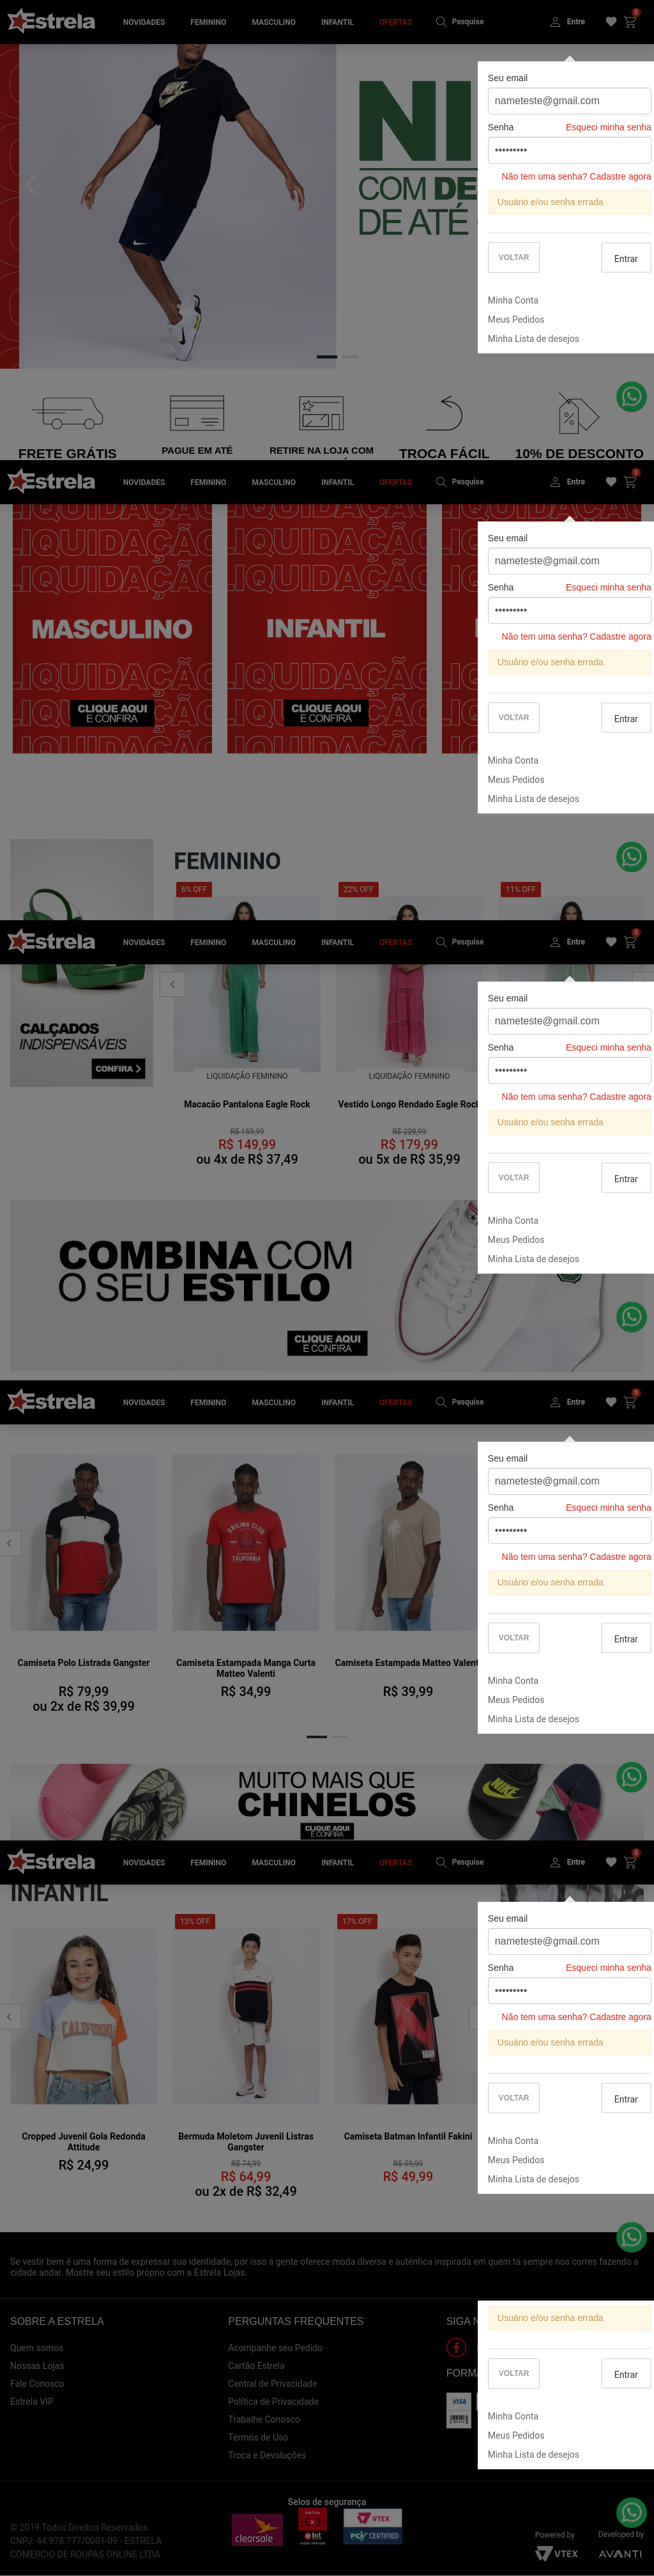 Estrela NOVIDADES FEMININO MASCULINO INFANTIL OFERTAS Pesquise Entre 0
Seu email
nameteste@gmail.com
Senha Esqueci minha senha
•••••••••
Não tem uma senha? Cadastre agora
Usuário e/ou senha errada
VOLTAR Entrar
Minha Conta
Meus Pedidos
Minha Lista de desejos
NI
COM DE
DE ATÉ
FRETE GRÁTIS
PAGUE EM ATÉ
RETIRE NA LOJA COM
TROCA FÁCIL
10% DE DESCONTO
Estrela NOVIDADES FEMININO MASCULINO INFANTIL OFERTAS Pesquise Entre 0
Seu email
nameteste@gmail.com
Senha Esqueci minha senha
•••••••••
Não tem uma senha? Cadastre agora
Usuário e/ou senha errada
VOLTAR Entrar
Minha Conta
Meus Pedidos
Minha Lista de desejos
LIQUIDAÇÃO
MASCULINO
CLIQUE AQUI
E CONFIRA
LIQUIDAÇÃO
INFANTIL
CLIQUE AQUI
E CONFIRA
FEMININO
6% OFF
22% OFF
11% OFF
Estrela NOVIDADES FEMININO MASCULINO INFANTIL OFERTAS Pesquise Entre 0
Seu email
nameteste@gmail.com
Senha Esqueci minha senha
•••••••••
Não tem uma senha? Cadastre agora
Usuário e/ou senha errada
VOLTAR Entrar
Minha Conta
Meus Pedidos
Minha Lista de desejos
CALÇADOS
INDISPENSÁVEIS
CONFIRA
LIQUIDAÇÃO FEMININO
Macacão Pantalona Eagle Rock
R$ 159,99
R$ 149,99
ou 4x de R$ 37,49
LIQUIDAÇÃO FEMININO
Vestido Longo Rendado Eagle Rock
R$ 229,99
R$ 179,99
ou 5x de R$ 35,99
COMBINA COM
O SEU ESTILO
CLIQUE AQUI
E CONFIRA
Estrela NOVIDADES FEMININO MASCULINO INFANTIL OFERTAS Pesquise Entre 0
Seu email
nameteste@gmail.com
Senha Esqueci minha senha
•••••••••
Não tem uma senha? Cadastre agora
Usuário e/ou senha errada
VOLTAR Entrar
Minha Conta
Meus Pedidos
Minha Lista de desejos
Camiseta Polo Listrada Gangster
R$ 79,99
ou 2x de R$ 39,99
SAILING CLUB
CALIFORNIA
Camiseta Estampada Manga Curta
Matteo Valenti
R$ 34,99
Camiseta Estampada Matteo Valent
R$ 39,99
MUITO MAIS QUE
CHINELOS
CLIQUE AQUI
E CONFIRA
Estrela NOVIDADES FEMININO MASCULINO INFANTIL OFERTAS Pesquise Entre 0
Seu email
nameteste@gmail.com
Senha Esqueci minha senha
•••••••••
Não tem uma senha? Cadastre agora
Usuário e/ou senha errada
VOLTAR Entrar
Minha Conta
Meus Pedidos
Minha Lista de desejos
INFANTIL
13% OFF
17% OFF
CALIFORNIA
Cropped Juvenil Gola Redonda
Attitude
R$ 24,99
Bermuda Moletom Juvenil Listras
Gangster
R$ 74,99
R$ 64,99
ou 2x de R$ 32,49
Camiseta Batman Infantil Fakini
R$ 59,99
R$ 49,99
Se vestir bem é uma forma de expressar sua identidade, por isso a gente oferece moda diversa e autêntica inspirada em quem tá sempre nos corres fazendo a
cidade andar. Mostre seu estilo próprio com a Estrela Lojas.
SOBRE A ESTRELA
Quem somos
Nossas Lojas
Fale Conosco
Estrela VIP
PERGUNTAS FREQUENTES
Acompanhe seu Pedido
Cartão Estrela
Central de Privacidade
Política de Privacidade
Trabalhe Conosco
Termos de Uso
Troca e Devoluções
SIGA N
FORMA
VISA
Usuário e/ou senha errada
VOLTAR Entrar
Minha Conta
Meus Pedidos
Minha Lista de desejos
© 2019 Todos Direitos Reservados.
CNPJ: 44.978.777/0001-09 - ESTRELA
COMERCIO DE ROUPAS ONLINE LTDA
Selos de segurança
clearsale
ebit
VTEX
PCI CERTIFIED
Powered by
VTEX
Developed by
AVANTI